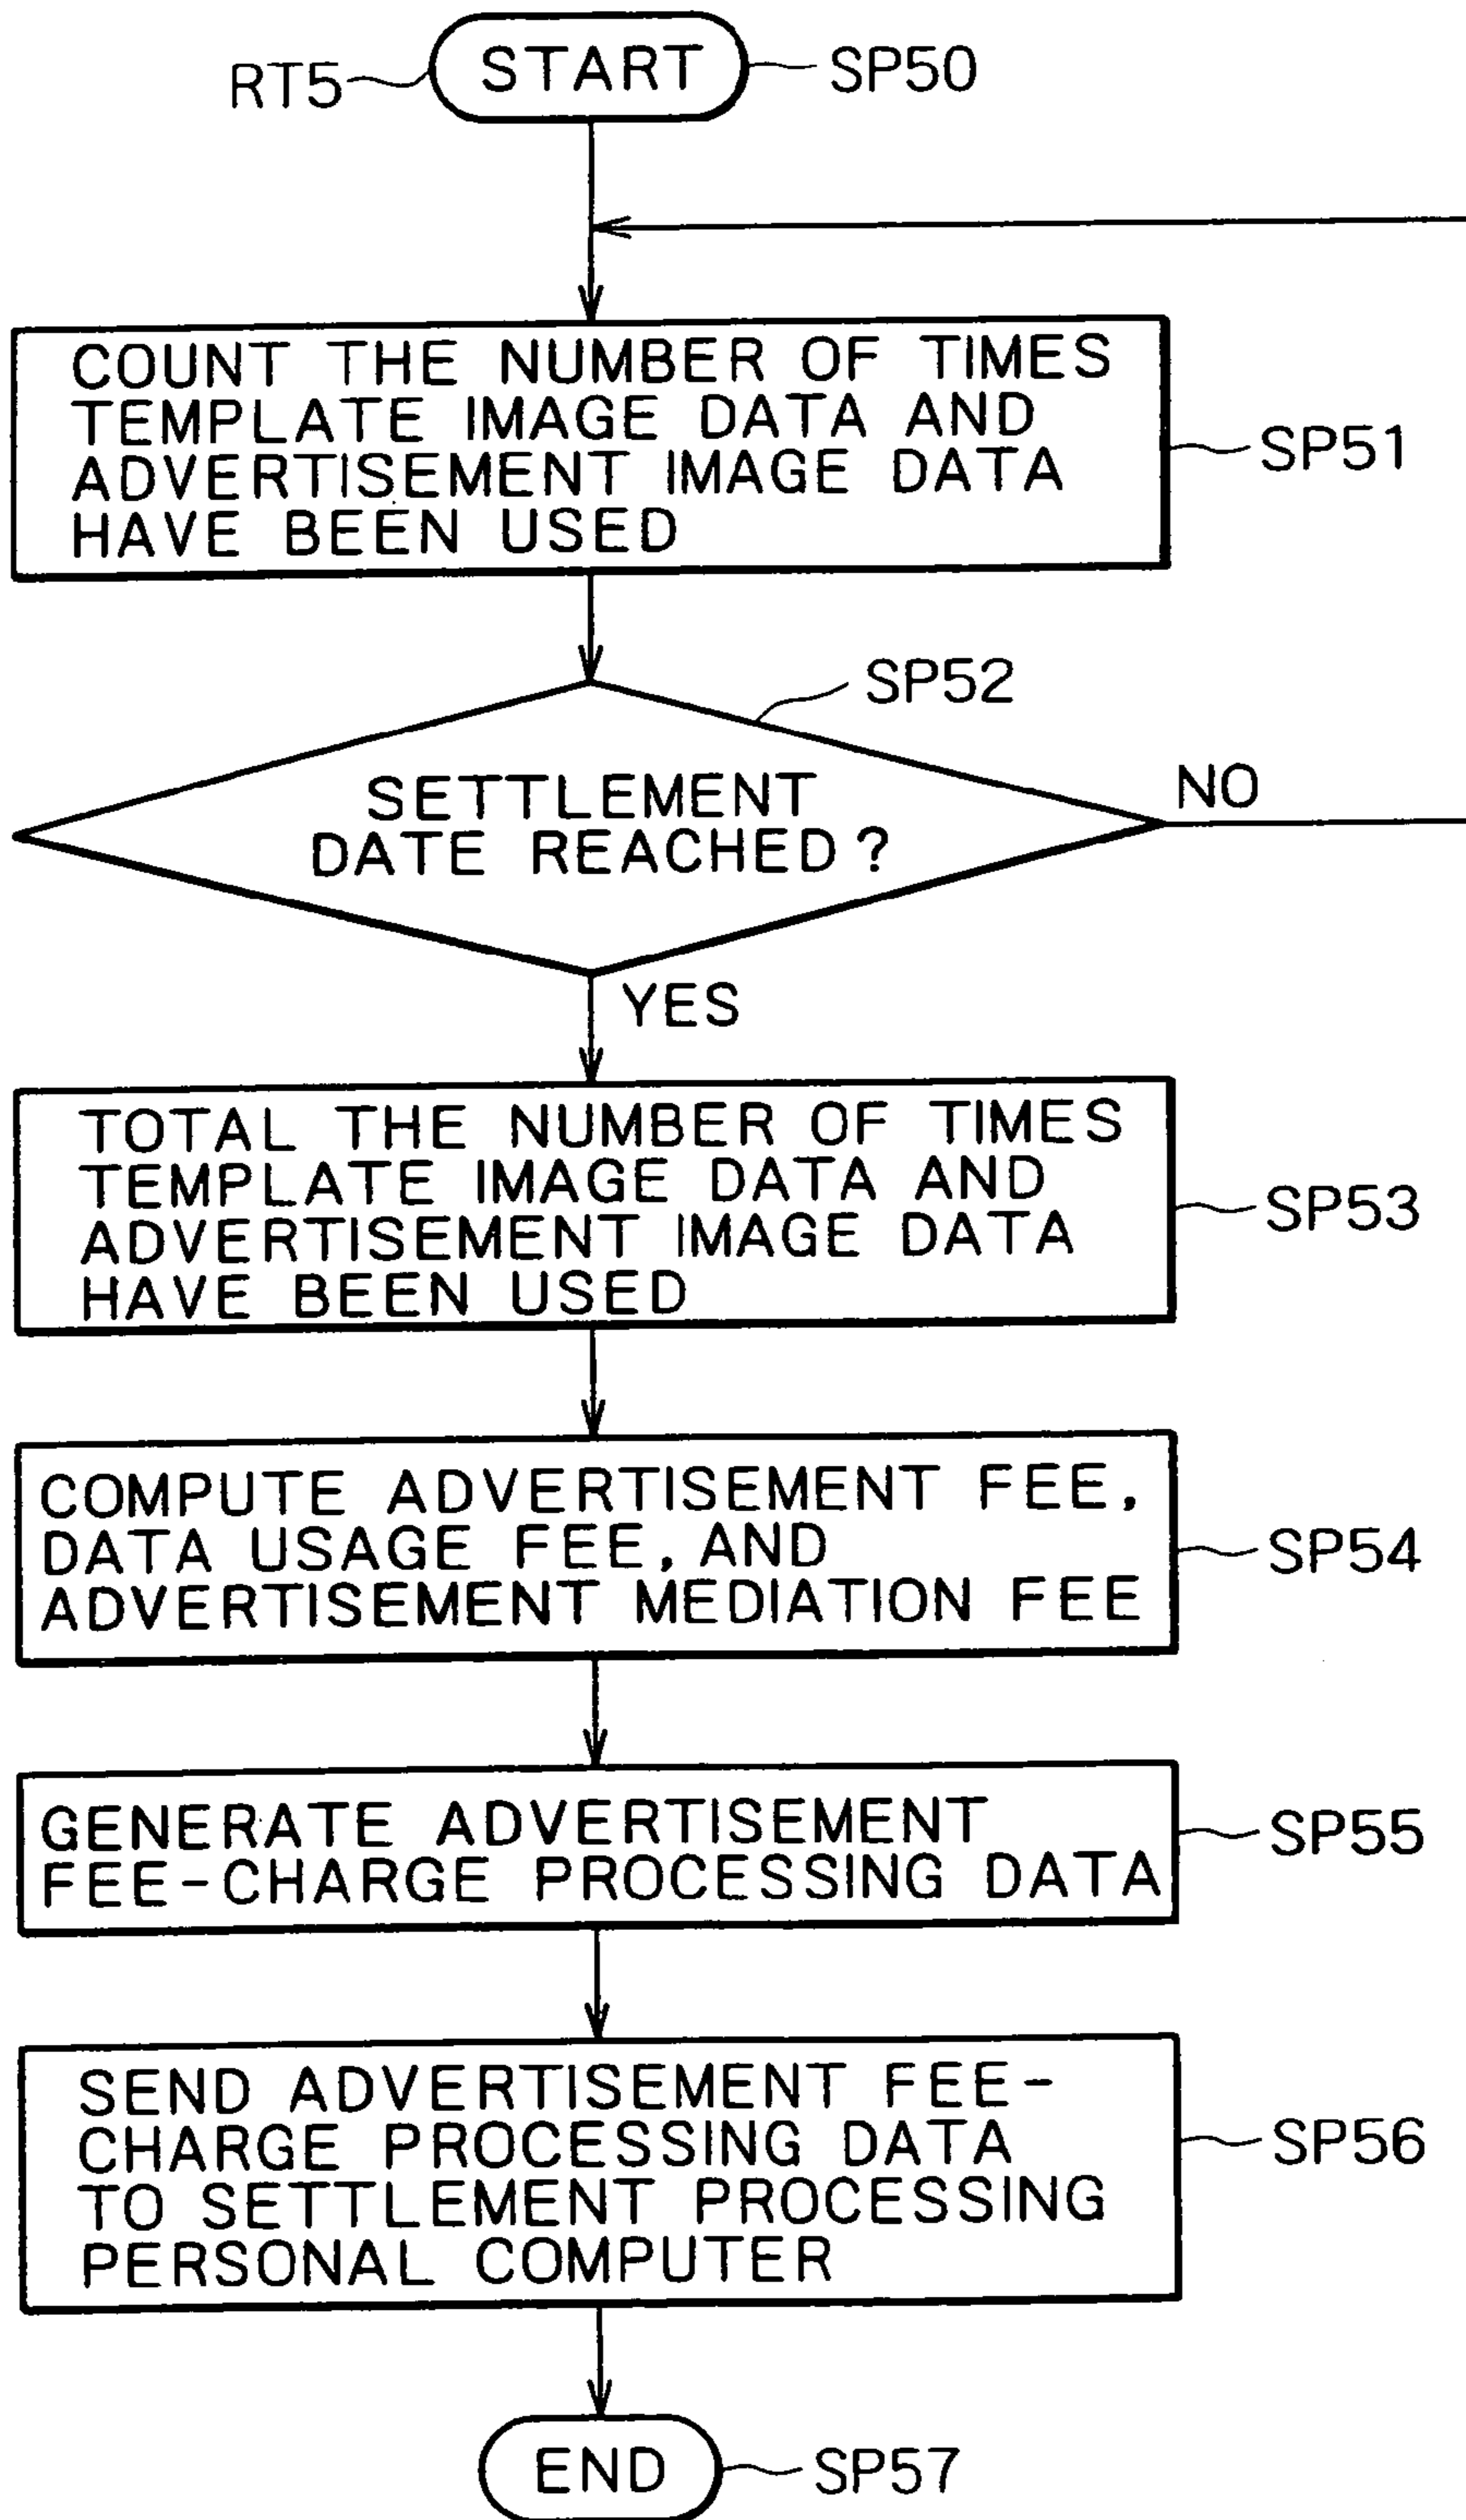 RT5
START
SP50
COUNT THE NUMBER OF TIMES
TEMPLATE IMAGE DATA AND
ADVERTISEMENT IMAGE DATA
HAVE BEEN USED
SP51
SP52
SETTLEMENT
DATE REACHED?
NO
YES
TOTAL THE NUMBER OF TIMES
TEMPLATE IMAGE DATA AND
ADVERTISEMENT IMAGE DATA
HAVE BEEN USED
SP53
COMPUTE ADVERTISEMENT FEE,
DATA USAGE FEE, AND
ADVERTISEMENT MEDIATION FEE
SP54
GENERATE ADVERTISEMENT
FEE-CHARGE PROCESSING DATA
SP55
SEND ADVERTISEMENT FEE-
CHARGE PROCESSING DATA
TO SETTLEMENT PROCESSING
PERSONAL COMPUTER
SP56
END
SP57